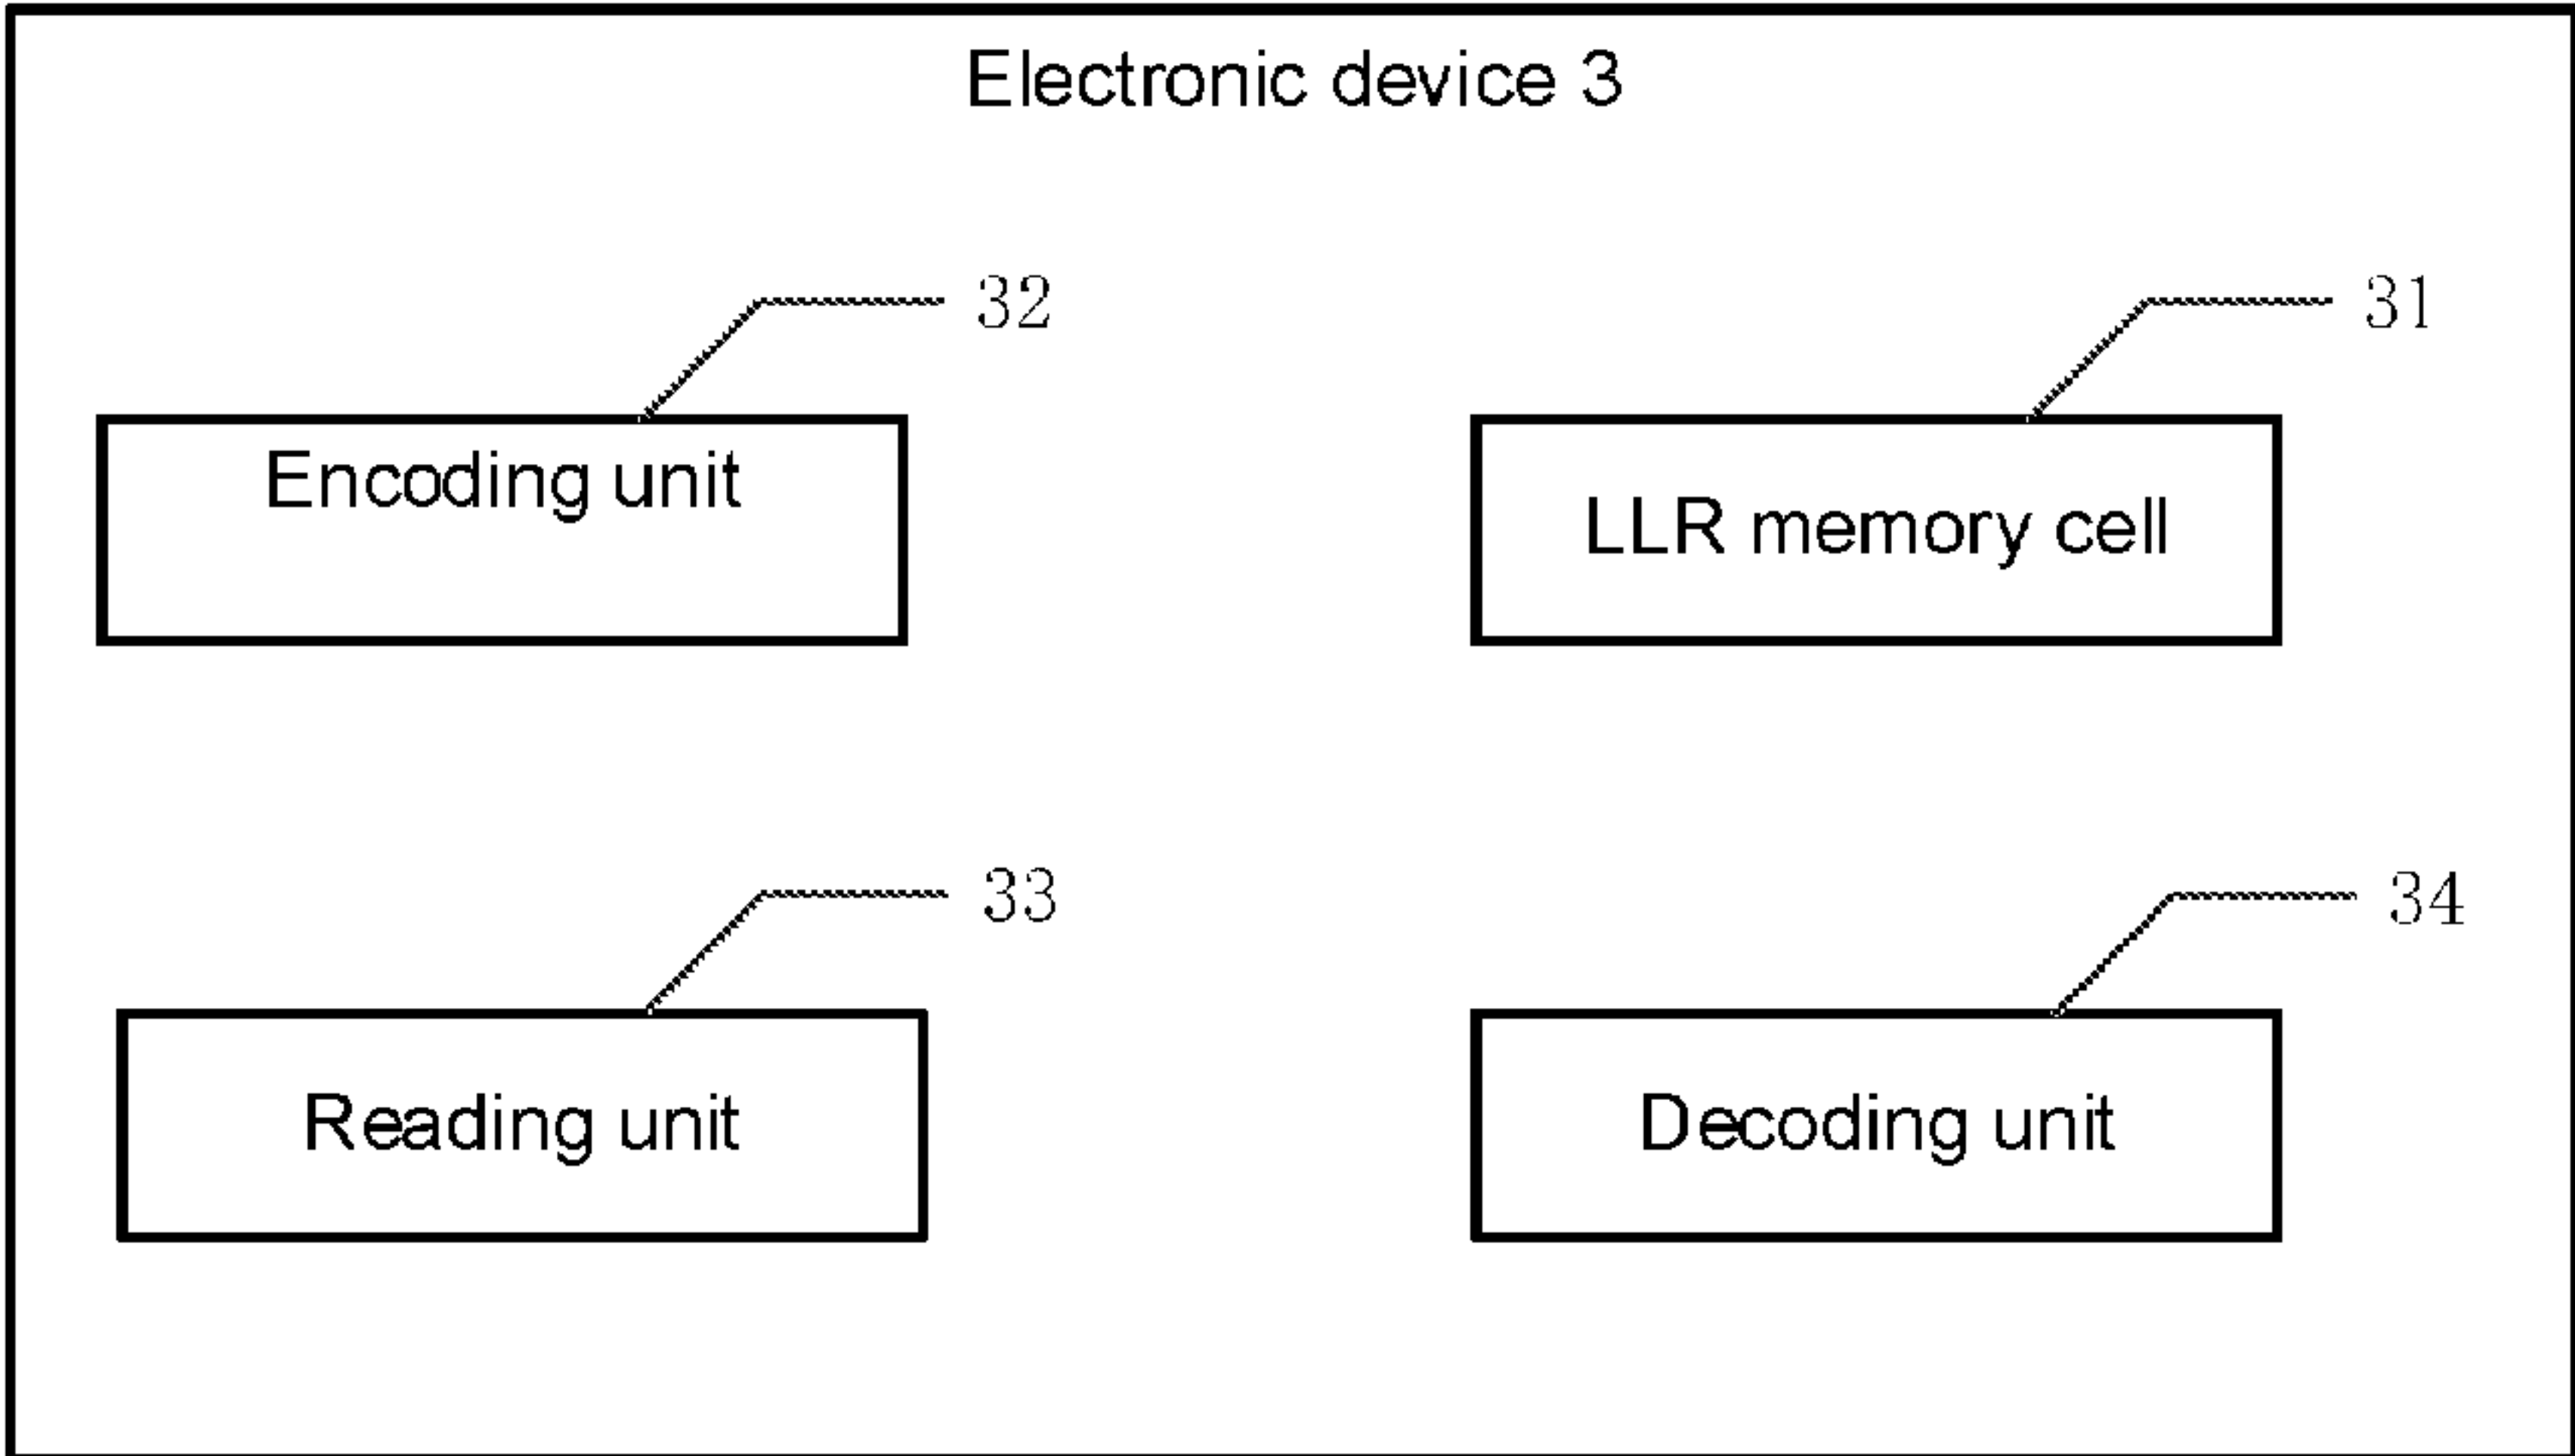 Electronic device 3
32
31
Encoding unit
LLR memory cell
33
34
Reading unit
Decoding unit